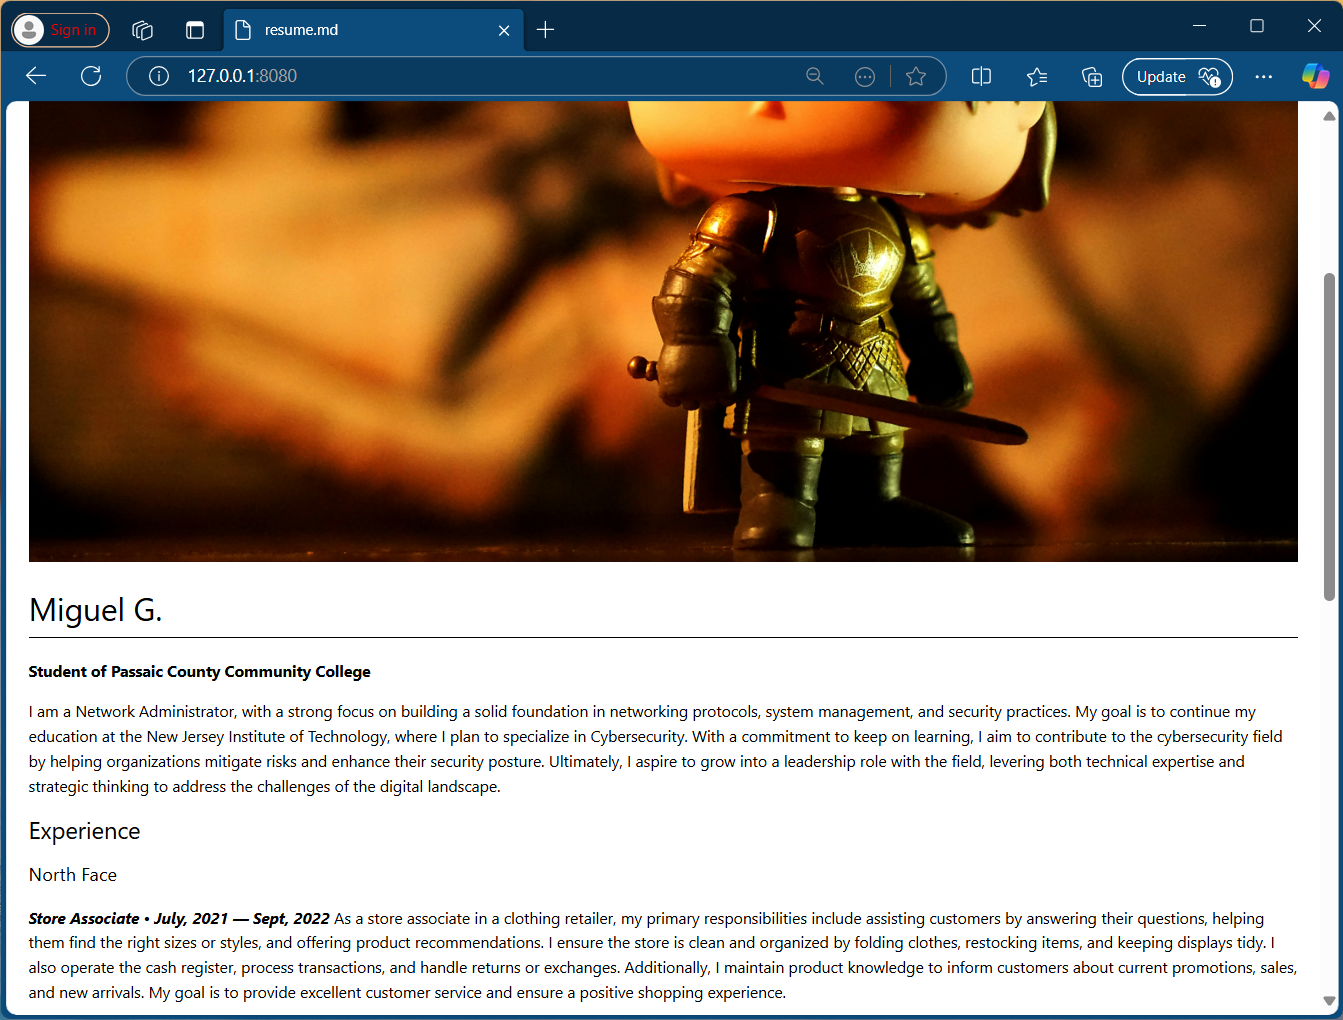 Sign in
resume.md
127.0.0.1:8080
Update
Miguel G.
Student of Passaic County Community College
I am a Network Administrator, with a strong focus on building a solid foundation in networking protocols, system management, and security practices. My goal is to continue my
education at the New Jersey Institute of Technology, where I plan to specialize in Cybersecurity. With a commitment to keep on learning, I aim to contribute to the cybersecurity field
by helping organizations mitigate risks and enhance their security posture. Ultimately, I aspire to grow into a leadership role with the field, levering both technical expertise and
strategic thinking to address the challenges of the digital landscape.
Experience
North Face
Store Associate • July, 2021 — Sept, 2022 As a store associate in a clothing retailer, my primary responsibilities include assisting customers by answering their questions, helping
them find the right sizes or styles, and offering product recommendations. I ensure the store is clean and organized by folding clothes, restocking items, and keeping displays tidy. I
also operate the cash register, process transactions, and handle returns or exchanges. Additionally, I maintain product knowledge to inform customers about current promotions, sales,
and new arrivals. My goal is to provide excellent customer service and ensure a positive shopping experience.